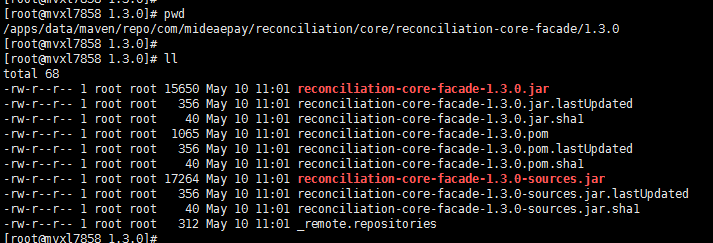 [root@mvxl7858 1.3.0]# pwd
/apps/data/maven/repo/com/mideaepay/reconciliation/core/reconciliation-core-facade/1.3.0
[root@mvxl7858 1.3.0]#
[root@mvxl7858 1.3.0]# ll
total 68
-rw-r--r-- 1 root root 15650 May 10 11:01 reconciliation-core-facade-1.3.0.jar
-rw-r--r-- 1 root root   356 May 10 11:01 reconciliation-core-facade-1.3.0.jar.lastUpdated
-rw-r--r-- 1 root root    40 May 10 11:01 reconciliation-core-facade-1.3.0.jar.sha1
-rw-r--r-- 1 root root  1065 May 10 11:01 reconciliation-core-facade-1.3.0.pom
-rw-r--r-- 1 root root   356 May 10 11:01 reconciliation-core-facade-1.3.0.pom.lastUpdated
-rw-r--r-- 1 root root    40 May 10 11:01 reconciliation-core-facade-1.3.0.pom.sha1
-rw-r--r-- 1 root root 17264 May 10 11:01 reconciliation-core-facade-1.3.0-sources.jar
-rw-r--r-- 1 root root   356 May 10 11:01 reconciliation-core-facade-1.3.0-sources.jar.lastUpdated
-rw-r--r-- 1 root root    40 May 10 11:01 reconciliation-core-facade-1.3.0-sources.jar.sha1
-rw-r--r-- 1 root root   312 May 10 11:01 _remote.repositories
[root@mvxl7858 1.3.0]#